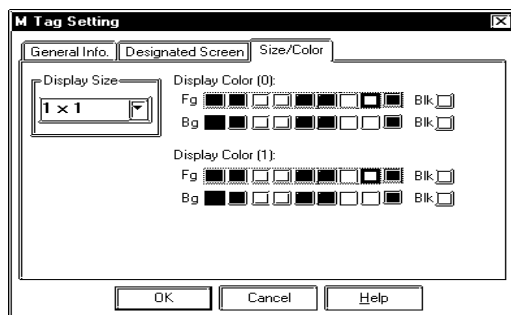 M Tag Setting
General Info. Designated Screen Size/Color
Display Size
1 x 1
Display Color (0):
Fg Blk
Bg Blk
Display Color (1):
Fg Blk
Bg Blk
OK Cancel Help